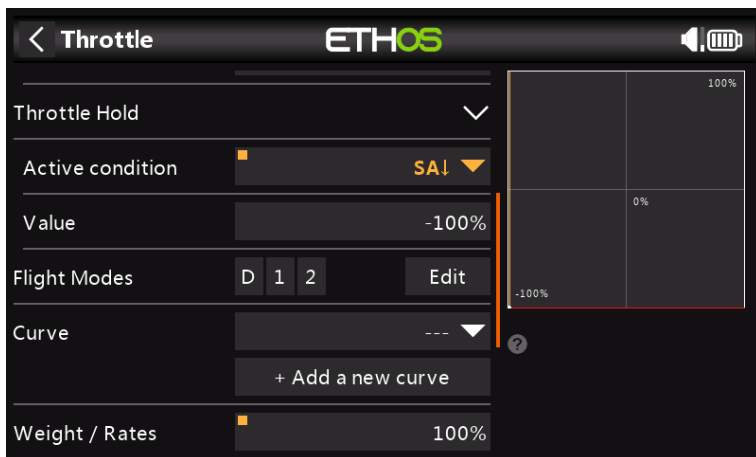 Throttle
ETHOS
100%
Throttle Hold
Active condition SA↓
0%
Value -100%
Flight Modes D 1 2 Edit
-100%
Curve ---
?
+ Add a new curve
Weight / Rates 100%